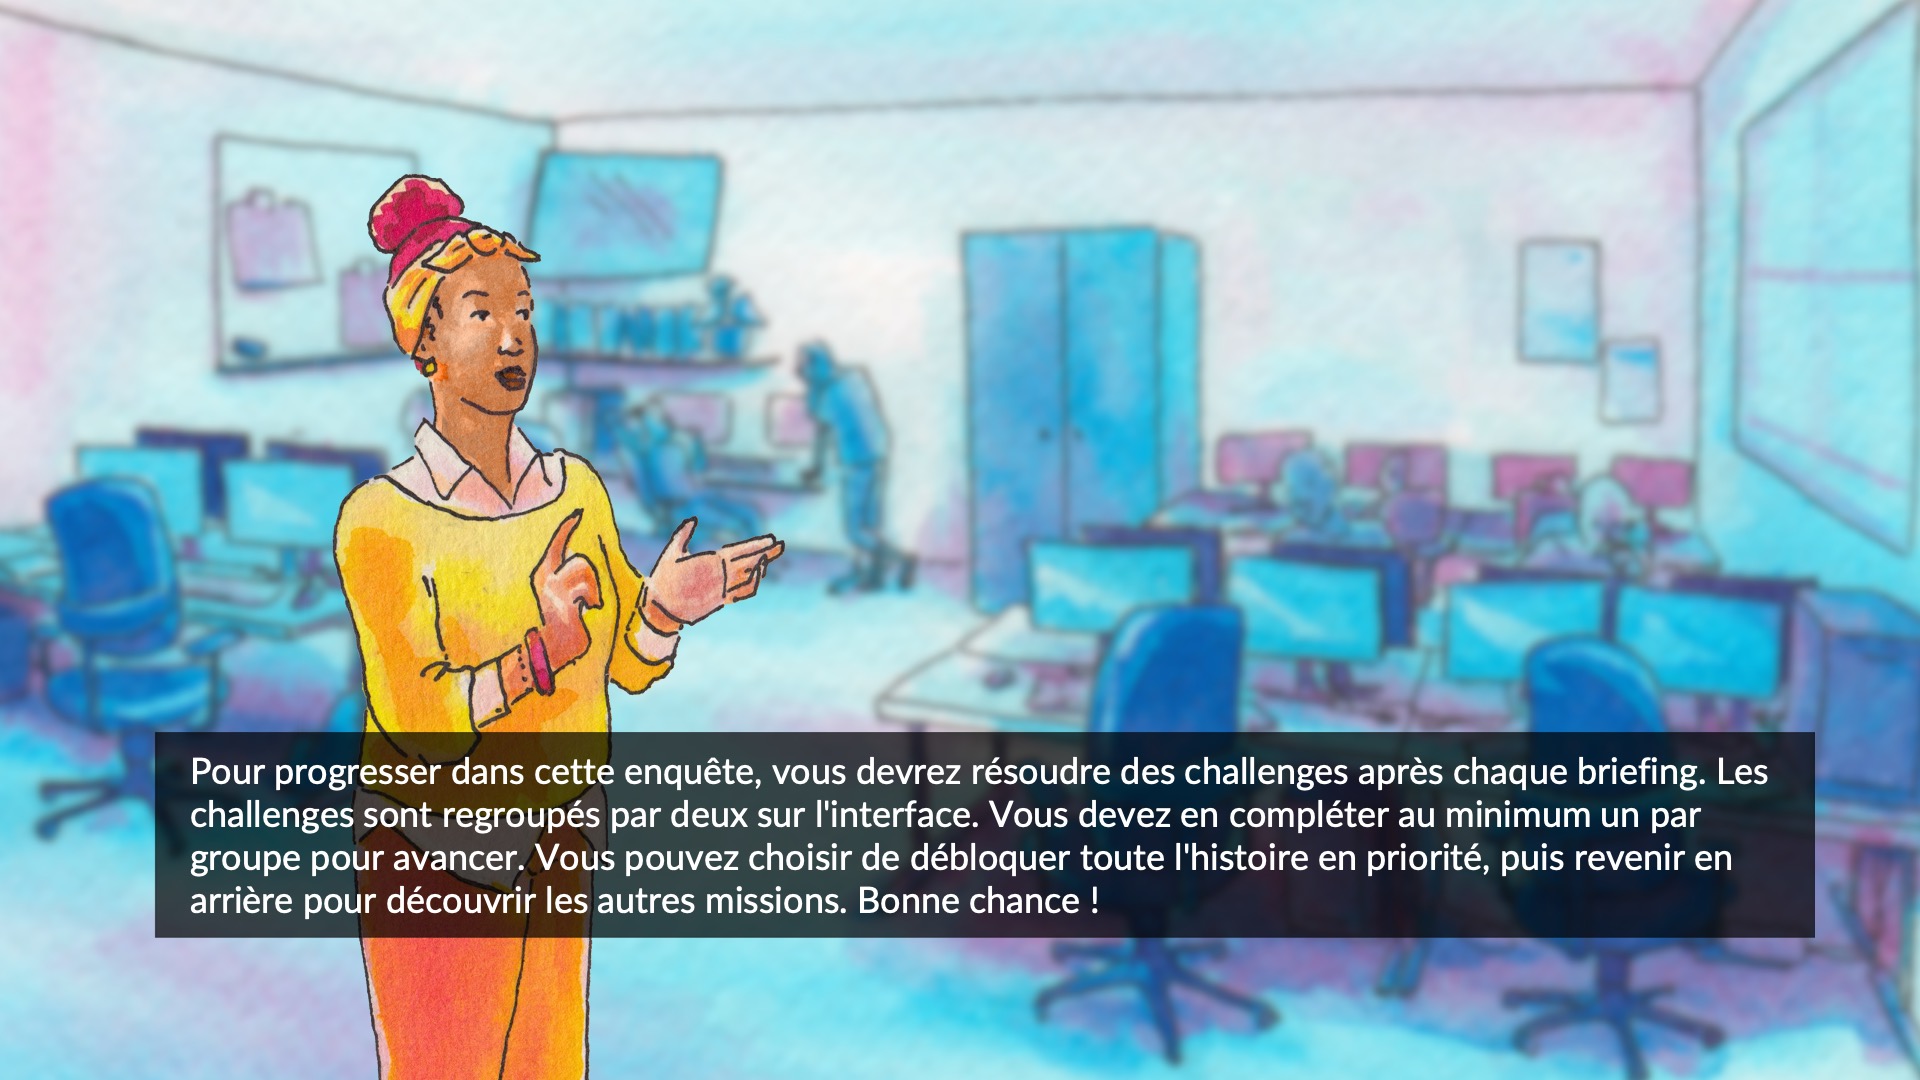 Pour progresser dans cette enquête, vous devrez résoudre des challenges après chaque briefing. Les
challenges sont regroupés par deux sur l'interface. Vous devez en compléter au minimum un par
groupe pour avancer. Vous pouvez choisir de débloquer toute l'histoire en priorité, puis revenir en
arrière pour découvrir les autres missions. Bonne chance !